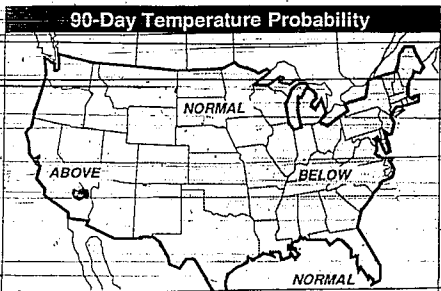 90-Day Temperature Probability
NORMAL
ABOVE
BELOW
NORMAL